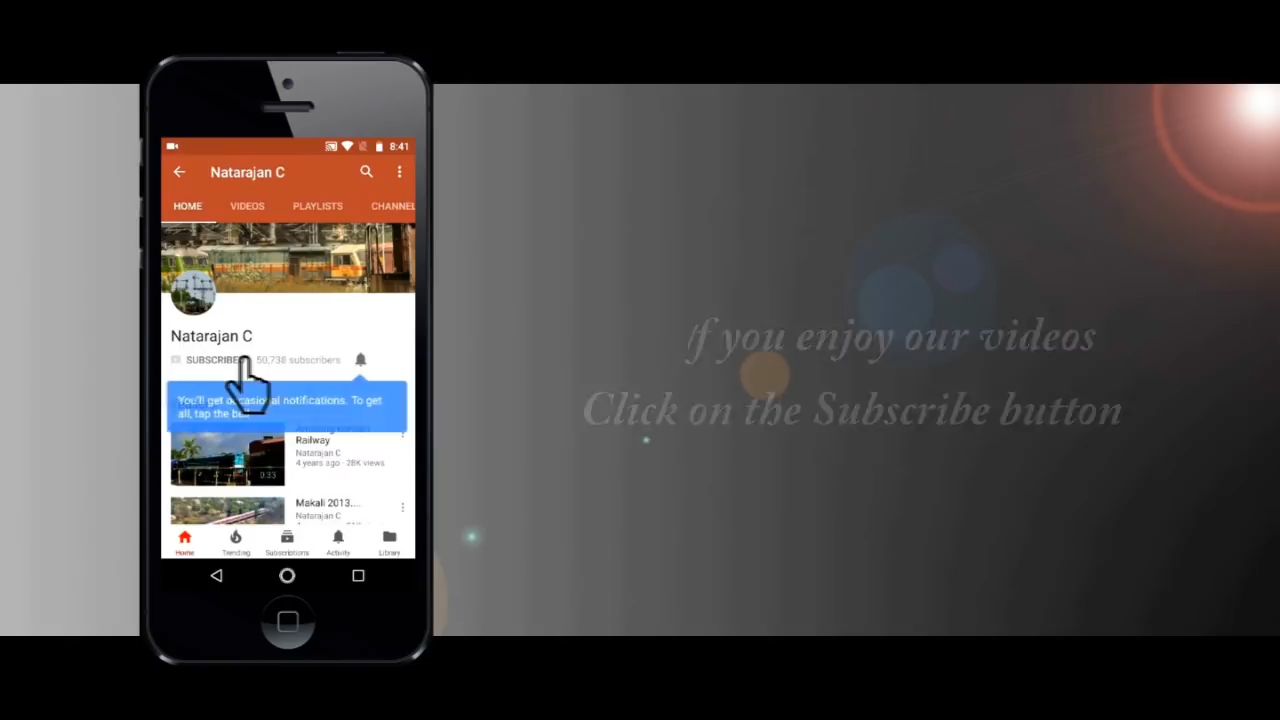 8:41
Natarajan C
HOME VIDEOS PLAYLISTS CHANNEL
Natarajan C
SUBSCRIBED 50,738 subscribers
You'll get occasional notifications. To get
all, tap the bell
Railway
Natarajan C
4 years ago · 28K views
0:33
Makali 2013....
Natarajan C
Home Trending Subscriptions Activity Library
If you enjoy our videos
Click on the Subscribe button